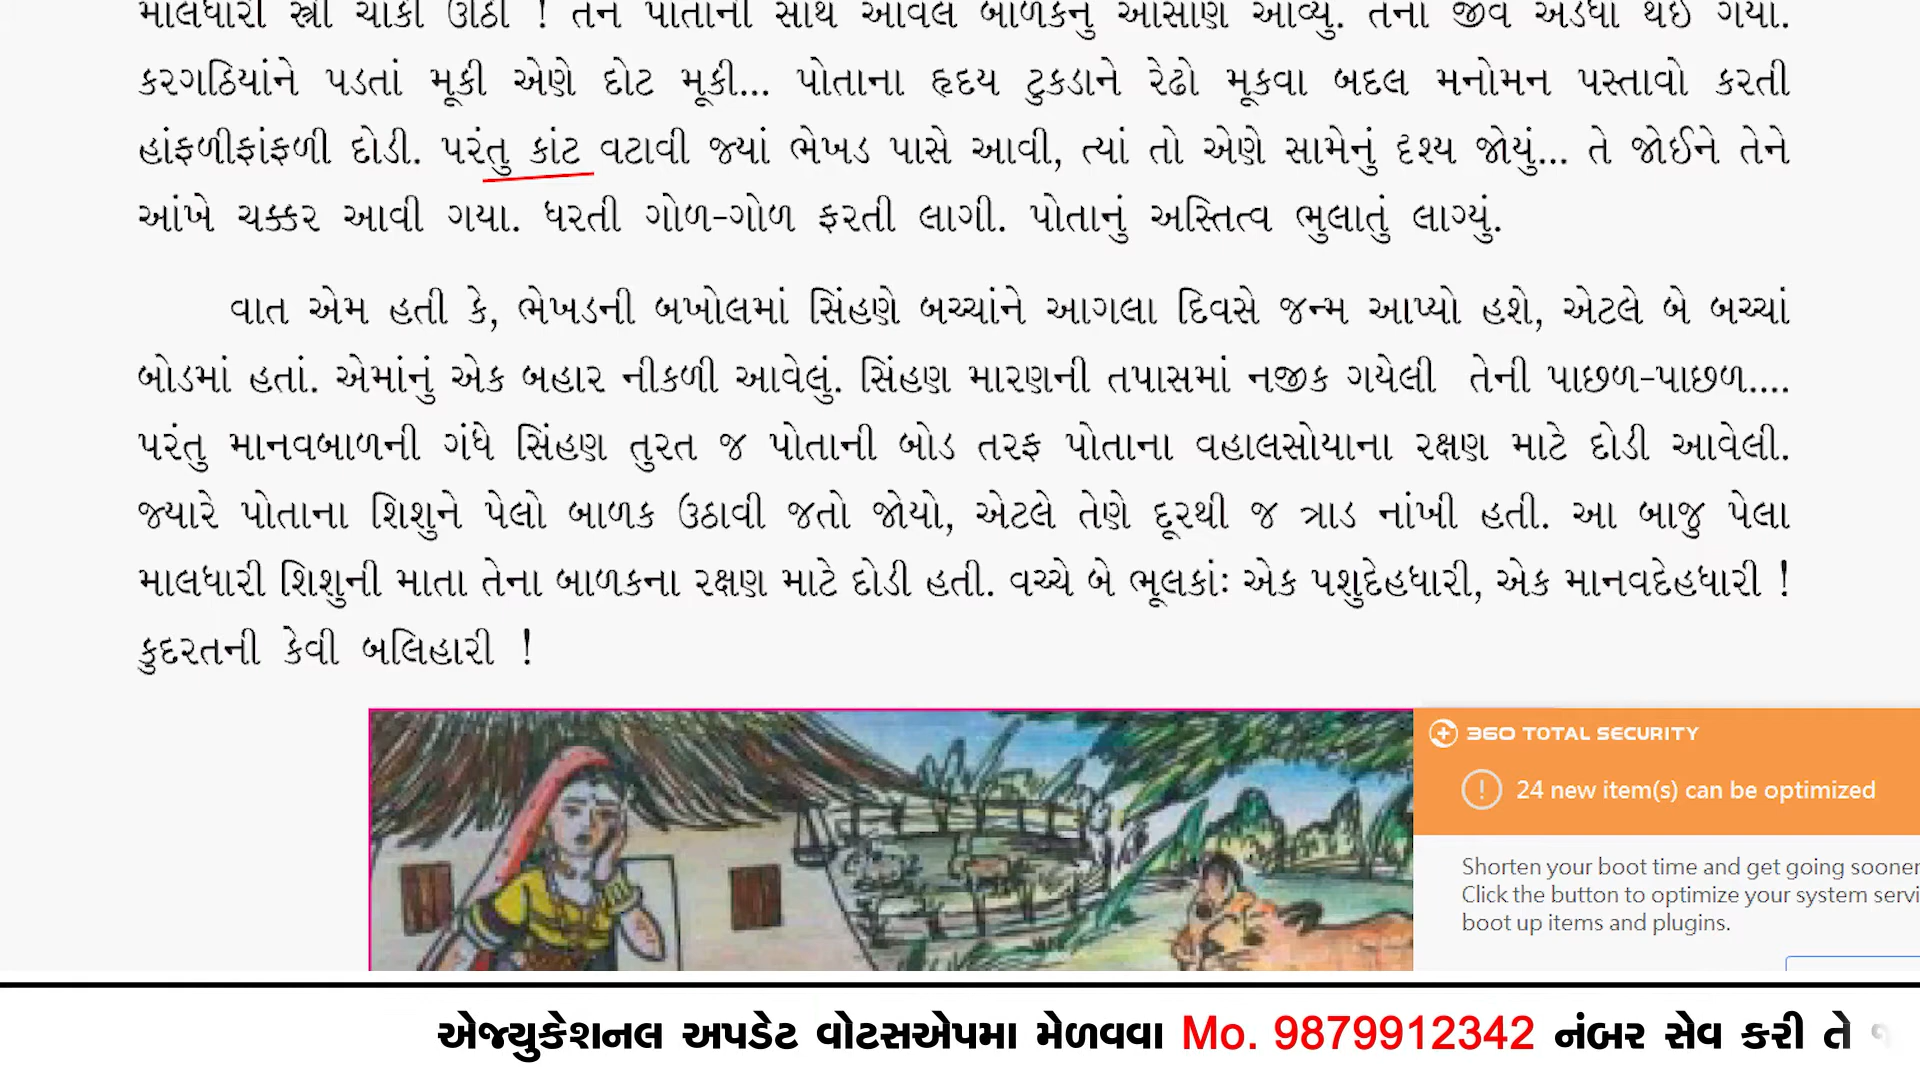 માલધારી સ્ત્રી ચોંકી ઊઠી ! તેને પોતાની સાથે આવેલ બાળકનું ઓસાણ આવ્યું. તેનો જીવ અડધો થઈ ગયો.
કરગઠિયાંને પડતાં મૂકી એણે દોટ મૂકી... પોતાના હૃદય ટુકડાને રેઢો મૂકવા બદલ મનોમન પસ્તાવો કરતી
હાંફળીફાંફળી દોડી. પરંતુ કાંટ વટાવી જ્યાં ભેખડ પાસે આવી, ત્યાં તો એણે સામેનું દૃશ્ય જોયું... તે જોઈને તેને
આંખે ચક્કર આવી ગયા. ધરતી ગોળ-ગોળ ફરતી લાગી. પોતાનું અસ્તિત્વ ભુલાતું લાગ્યું.
વાત એમ હતી કે, ભેખડની બખોલમાં સિંહણે બચ્ચાંને આગલા દિવસે જન્મ આપ્યો હશે, એટલે બે બચ્ચાં
બોડમાં હતાં. એમાંનું એક બહાર નીકળી આવેલું. સિંહણ મારણની તપાસમાં નજીક ગયેલી તેની પાછળ-પાછળ....
પરંતુ માનવબાળની ગંધે સિંહણ તુરત જ પોતાની બોડ તરફ પોતાના વહાલસોયાના રક્ષણ માટે દોડી આવેલી.
જ્યારે પોતાના શિશુને પેલો બાળક ઉઠાવી જતો જોયો, એટલે તેણે દૂરથી જ ત્રાડ નાંખી હતી. આ બાજુ પેલા
માલધારી શિશુની માતા તેના બાળકના રક્ષણ માટે દોડી હતી. વચ્ચે બે ભૂલકાંઃ એક પશુદેહધારી, એક માનવદેહધારી !
કુદરતની કેવી બલિહારી !
360 TOTAL SECURITY
24 new item(s) can be optimized
Shorten your boot time and get going sooner
Click the button to optimize your system servi
boot up items and plugins.
એજ્યુકેશનલ અપડેટ વોટસએપમા મેળવવા Mo. 9879912342 નંબર સેવ કરી તે